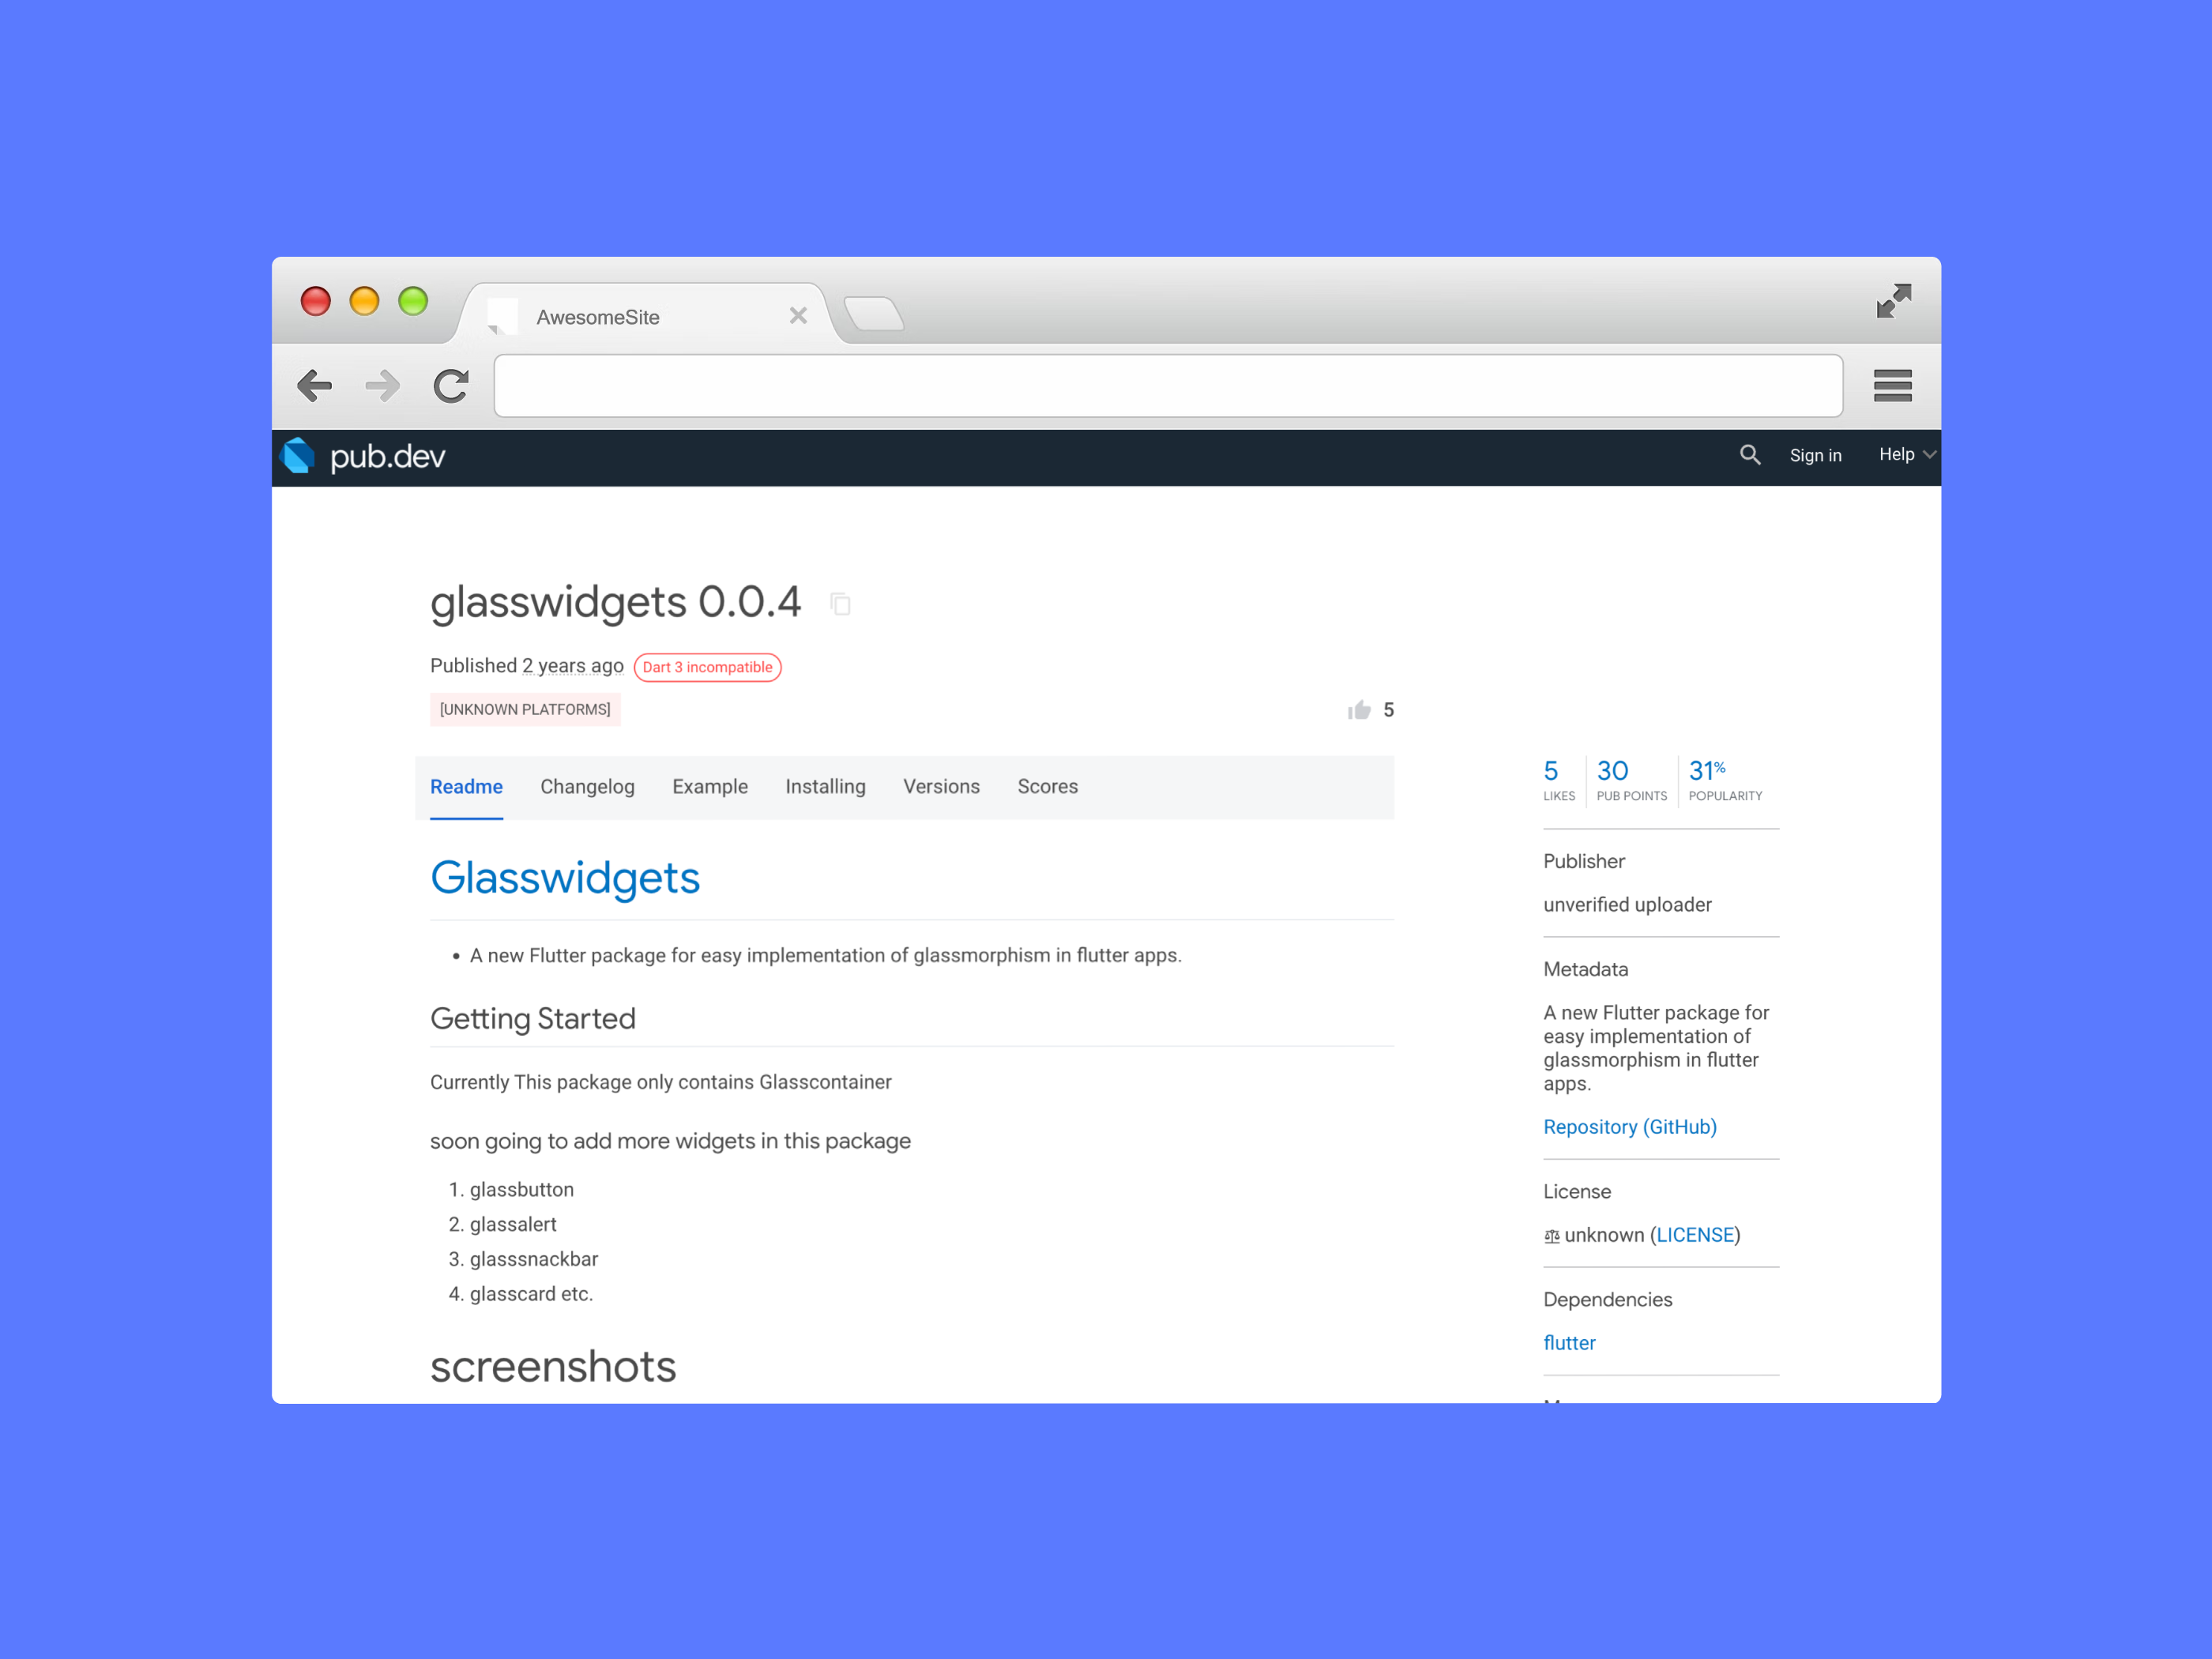 AwesomeSite
pub.dev
Sign in
Help
glasswidgets 0.0.4
Published 2 years ago
Dart 3 incompatible
[UNKNOWN PLATFORMS]
5
Readme
Changelog
Example
Installing
Versions
Scores
Glasswidgets
• A new Flutter package for easy implementation of glassmorphism in flutter apps.
Getting Started
Currently This package only contains Glasscontainer
soon going to add more widgets in this package
1. glassbutton
2. glassalert
3. glasssnackbar
4. glasscard etc.
screenshots
5
LIKES
30
PUB POINTS
31%
POPULARITY
Publisher
unverified uploader
Metadata
A new Flutter package for
easy implementation of
glassmorphism in flutter
apps.
Repository (GitHub)
License
unknown (LICENSE)
Dependencies
flutter